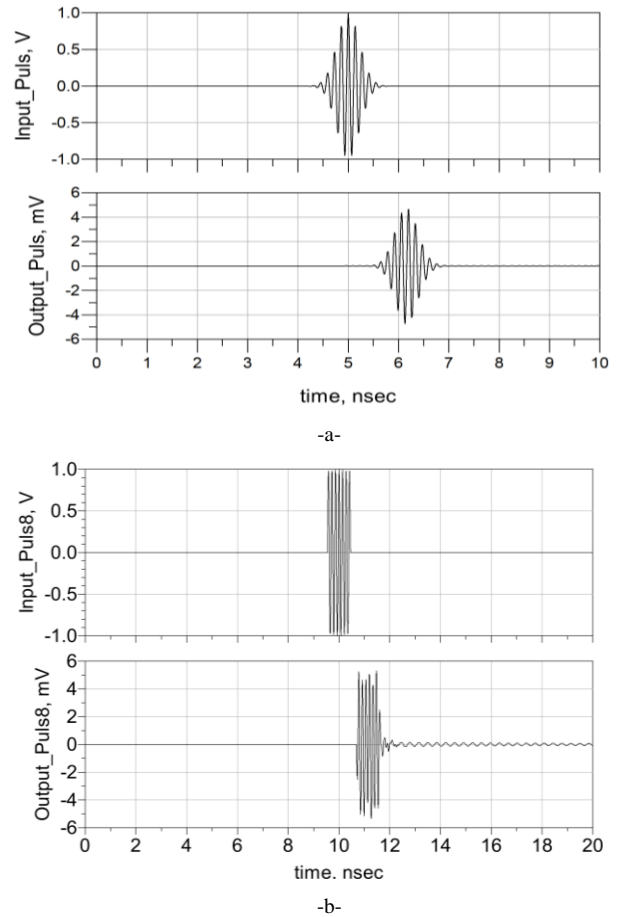 Input_Puls, V
1.0
0.5
0.0
-0.5
-1.0
Output_Puls, mV
6
4
2
0
-2
-4
-6
0 1 2 3 4 5 6 7 8 9 10
time, nsec
-a-
Input_Puls8, V
1.0
0.5
0.0
-0.5
-1.0
Output_Puls8, mV
6
4
2
0
-2
-4
-6
0 2 4 6 8 10 12 14 16 18 20
time. nsec
-b-